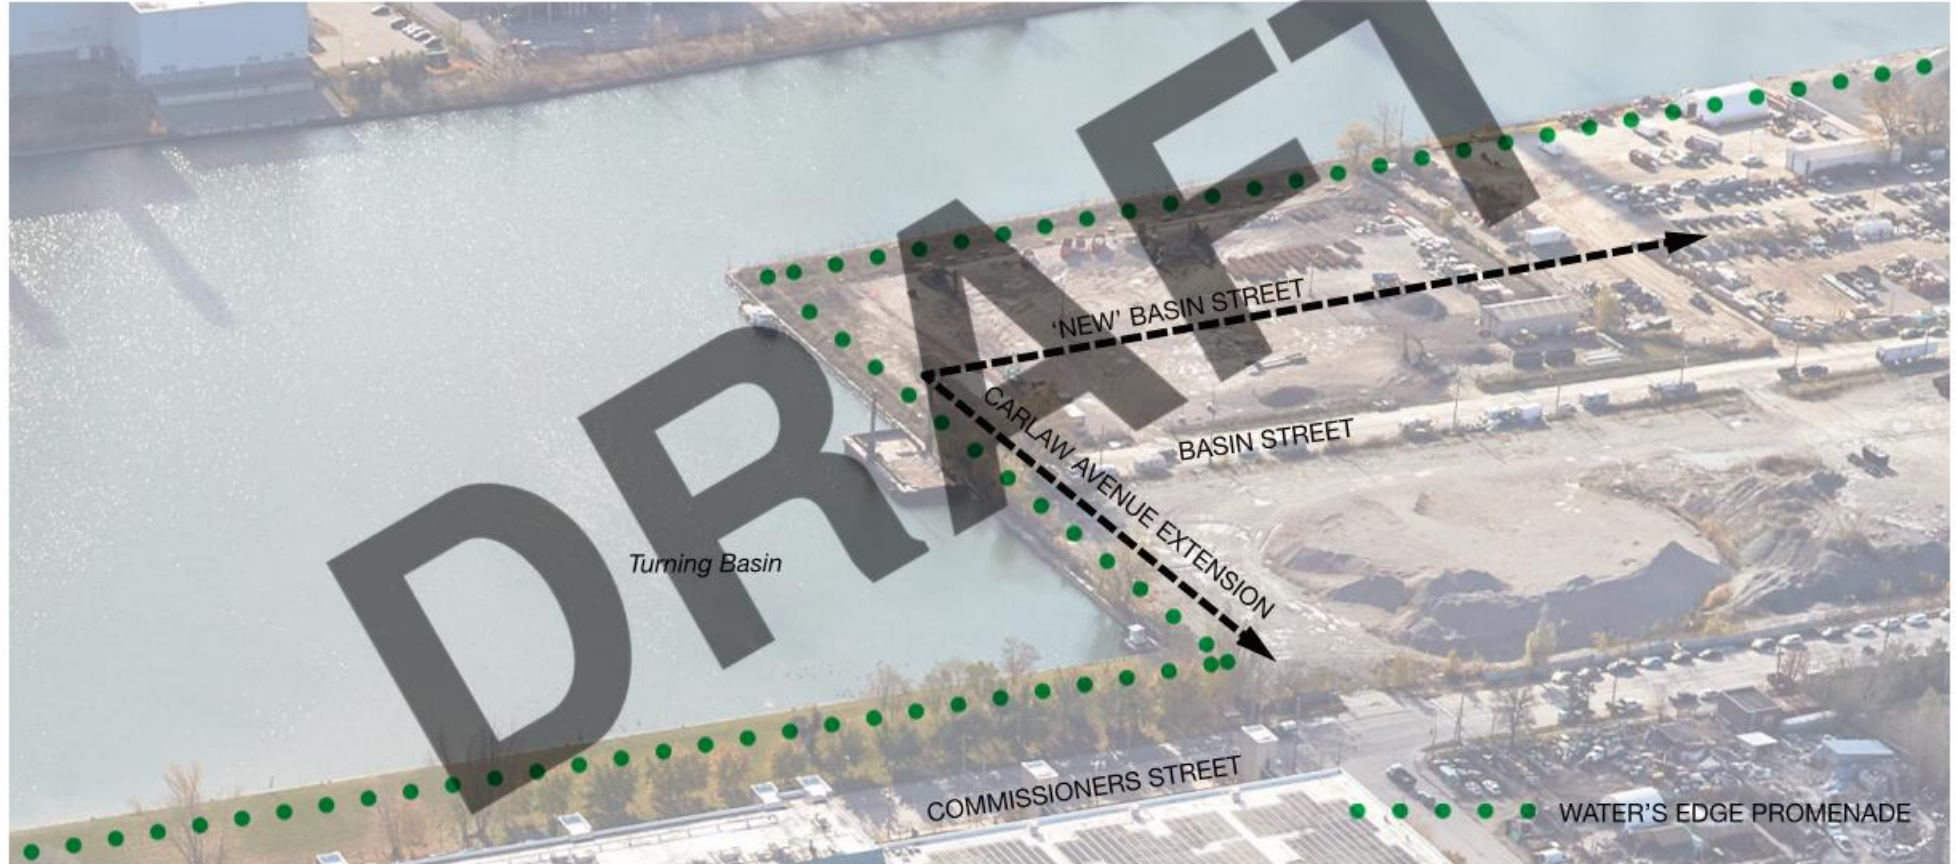 DRAFT
'NEW' BASIN STREET
CARLAW AVENUE EXTENSION
BASIN STREET
Turning Basin
COMMISSIONERS STREET
WATER'S EDGE PROMENADE